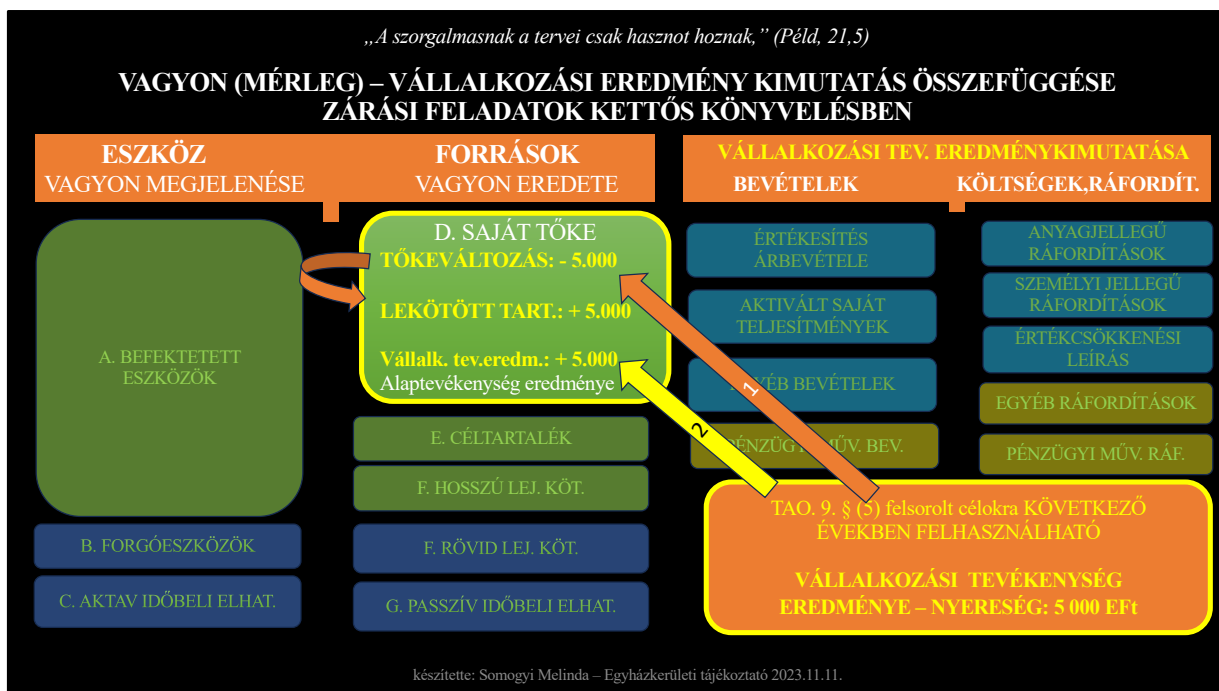 „A szorgalmasnak a tervei csak hasznot hoznak,” (Péld, 21,5)
VAGYON (MÉRLEG) – VÁLLALKOZÁSI EREDMÉNY KIMUTATÁS ÖSSZEFÜGGÉSE
ZÁRÁSI FELADATOK KETTŐS KÖNYVELÉSBEN
ESZKÖZ
VAGYON MEGJELENÉSE
FORRÁSOK
VAGYON EREDETE
VÁLLALKOZÁSI TEV. EREDMÉNYKIMUTATÁSA
BEVÉTELEK
KÖLTSÉGEK,RÁFORDÍT.
A. BEFEKTETETT
ESZKÖZÖK
B. FORGÓESZKÖZÖK
C. AKTAV IDŐBELI ELHAT.
D. SAJÁT TŐKE
TŐKEVÁLTOZÁS: - 5.000
LEKÖTÖTT TART.: + 5.000
Vállalk. tev.eredm.: + 5.000
Alaptevékenység eredménye
E. CÉLTARTALÉK
F. HOSSZÚ LEJ. KÖT.
F. RÖVID LEJ. KÖT.
G. PASSZÍV IDŐBELI ELHAT.
ÉRTÉKESÍTÉS
ÁRBEVÉTELE
AKTIVÁLT SAJÁT
TELJESÍTMÉNYEK
BEVÉTELEK
MŰV. BEV.
ANYAGJELLEGŰ
RÁFORDÍTÁSOK
SZEMÉLYI JELLEGŰ
RÁFORDÍTÁSOK
ÉRTÉKCSÖKKENÉSI
LEÍRÁS
EGYÉB RÁFORDÍTÁSOK
PÉNZÜGYI MŰV. RÁF.
1
2
TAO. 9. § (5) felsorolt célokra KÖVETKEZŐ
ÉVEKBEN FELHASZNÁLHATÓ
VÁLLALKOZÁSI TEVÉKENYSÉG
EREDMÉNYE – NYERESÉG: 5 000 EFt
készítette: Somogyi Melinda – Egyházkerületi tájékoztató 2023.11.11.